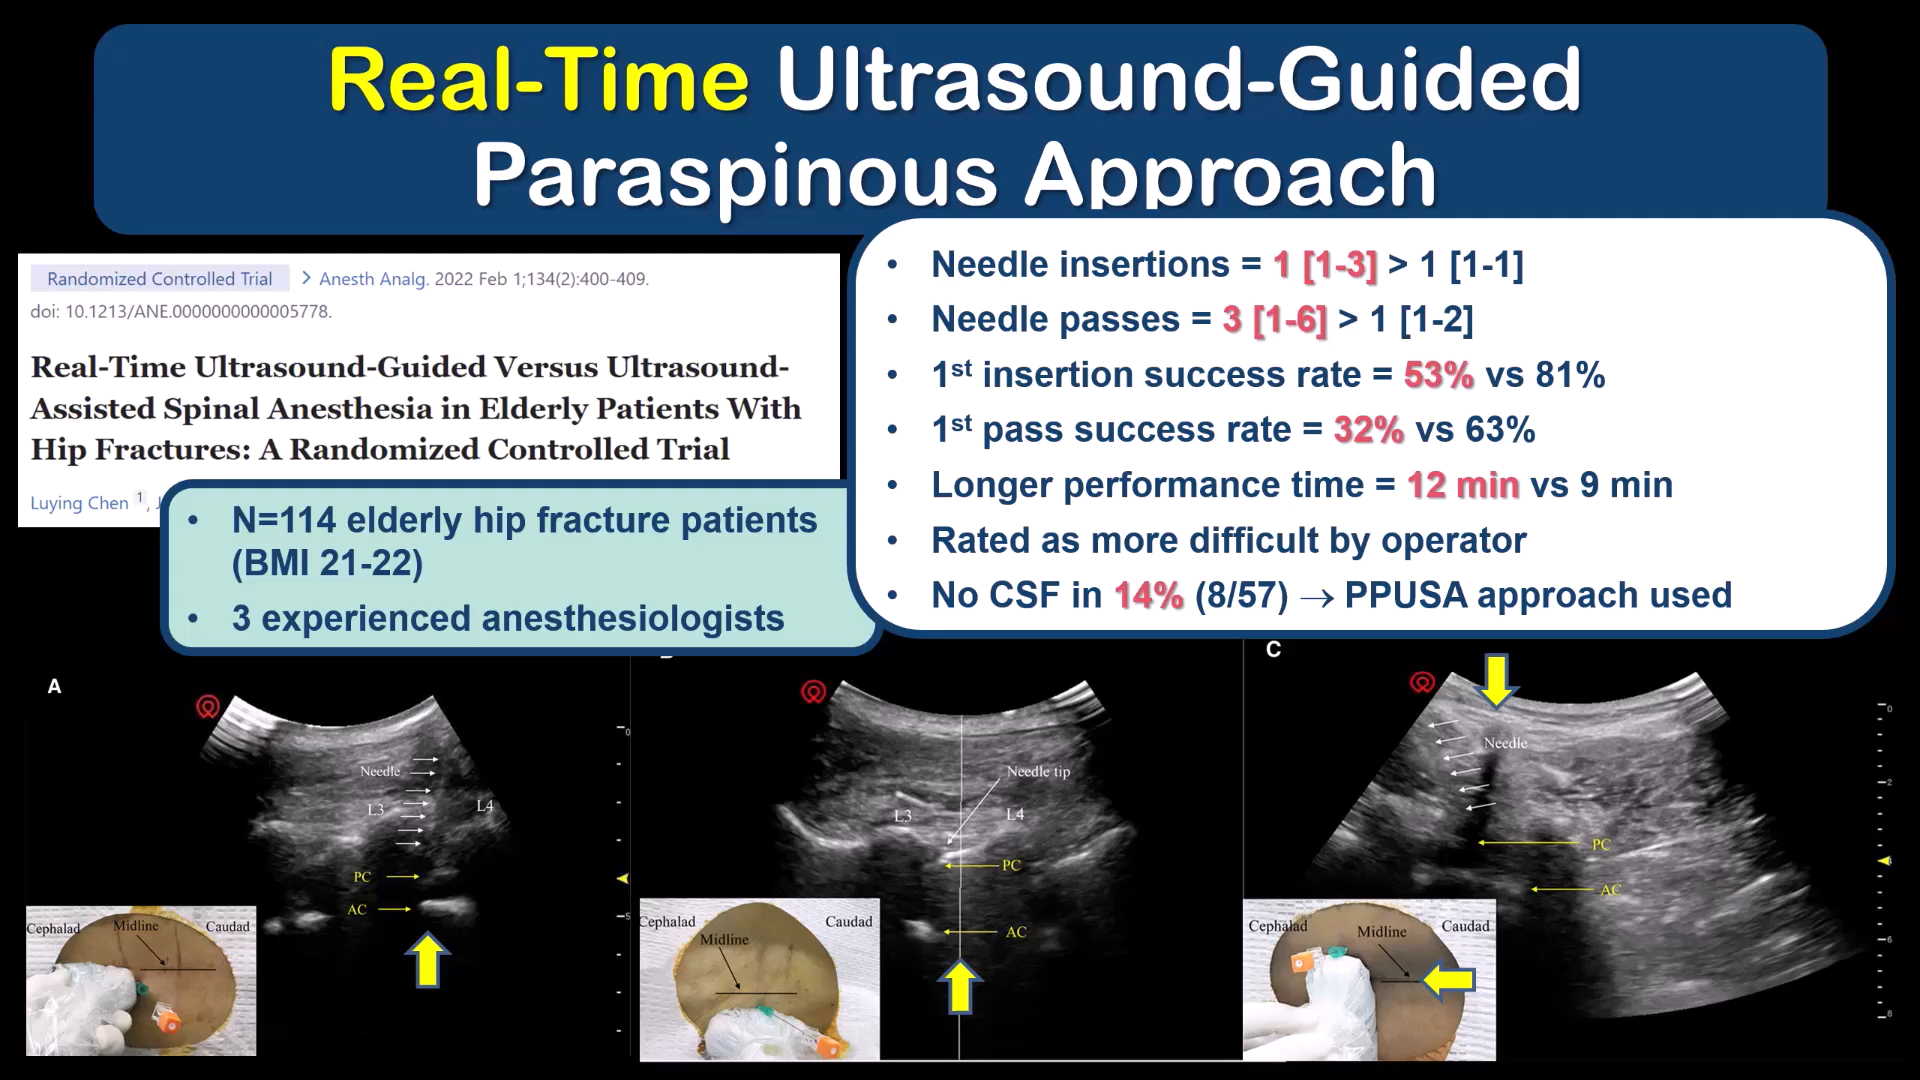 Real-Time Ultrasound-Guided
Paraspinous Approach
Randomized Controlled Trial > Anesth Analg. 2022 Feb 1;134(2):400-409.
doi: 10.1213/ANE.0000000000005778.
Real-Time Ultrasound-Guided Versus Ultrasound-
Assisted Spinal Anesthesia in Elderly Patients With
Hip Fractures: A Randomized Controlled Trial
Luying Chen 1,
• N=114 elderly hip fracture patients
(BMI 21-22)
• 3 experienced anesthesiologists
• Needle insertions = 1 [1-3] > 1 [1-1]
• Needle passes = 3 [1-6] > 1 [1-2]
• 1st insertion success rate = 53% vs 81%
• 1st pass success rate = 32% vs 63%
• Longer performance time = 12 min vs 9 min
• Rated as more difficult by operator
• No CSF in 14% (8/57) → PPUSA approach used
A
Needle
L3
L4
PC
AC
0
5
Cephalad
Midline
Caudad
Needle tip
L3
L4
PC
AC
Cephalad
Midline
Caudad
C
Needle
PC
AC
0
2
6
8
Cephalad
Midline
Caudad